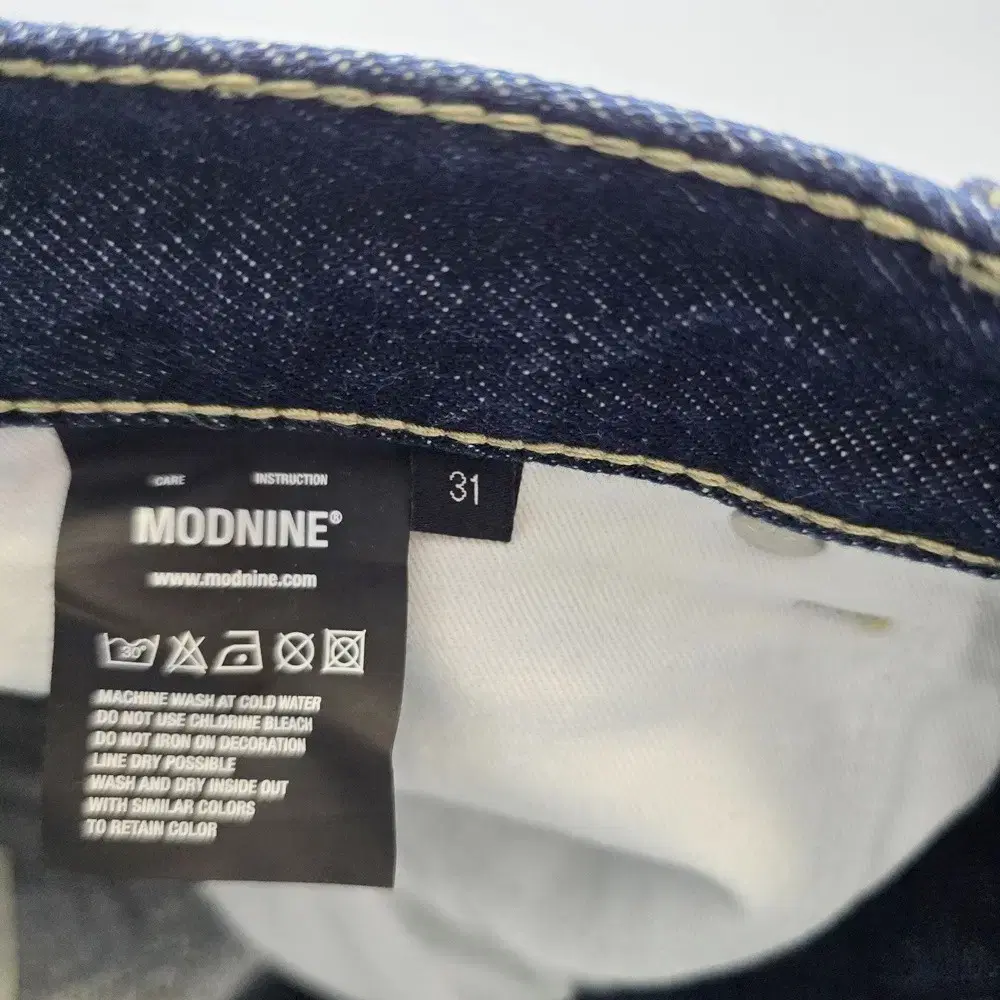 CARE INSTRUCTION
MODNINE®
www.modnine.com
31
30°
MACHINE WASH AT COLD WATER
DO NOT USE CHLORINE BLEACH
DO NOT IRON ON DECORATION
LINE DRY POSSIBLE
WASH AND DRY INSIDE OUT
WITH SIMILAR COLORS
TO RETAIN COLOR